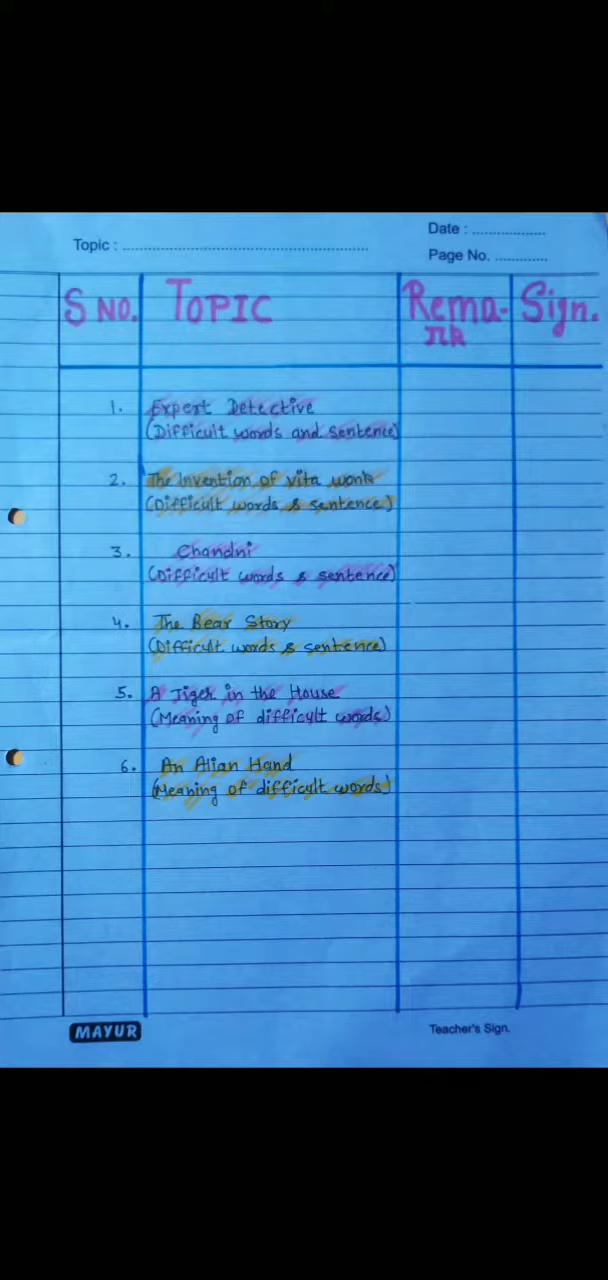 Date : ..................
Topic : ..............................................................
Page No. .............
S NO. TOPIC Rema- Sign.
RR
1. Expert Detective
(Difficult words and sentence)
2. The Invention of vita wonk
(Difficult words & sentence)
3. Chandni
(Difficult words & sentence)
4. The Bear Story
(Difficult words & sentence)
5. A Tiger in the House
(Meaning of difficult words)
6. An Alian Hand
(Meaning of difficult words)
MAYUR
Teacher's Sign.